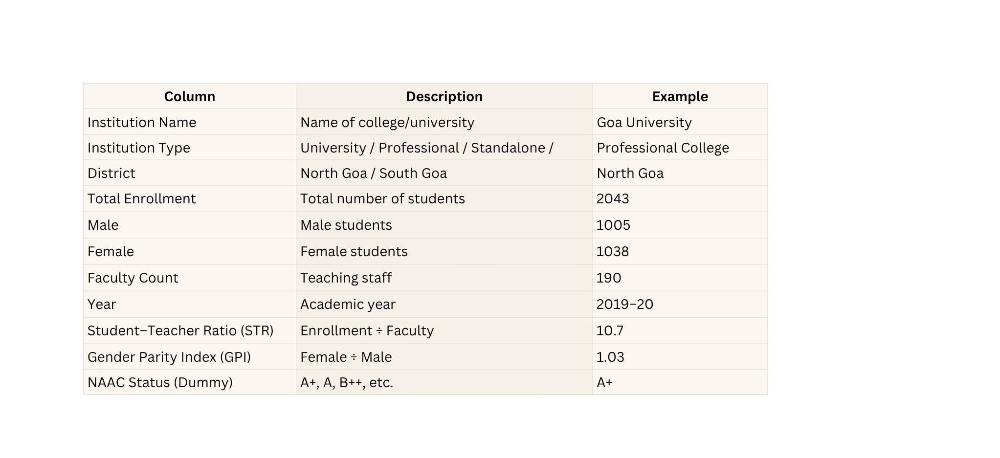 Column Description Example
Institution Name Name of college/university Goa University
Institution Type University / Professional / Standalone / Professional College
District North Goa / South Goa North Goa
Total Enrollment Total number of students 2043
Male Male students 1005
Female Female students 1038
Faculty Count Teaching staff 190
Year Academic year 2019–20
Student–Teacher Ratio (STR) Enrollment ÷ Faculty 10.7
Gender Parity Index (GPI) Female ÷ Male 1.03
NAAC Status (Dummy) A+, A, B++, etc. A+